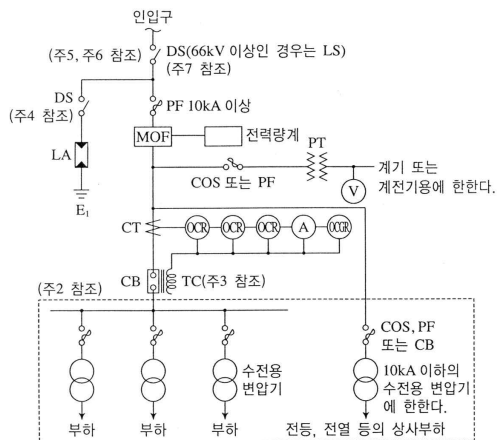 인입구
(주5, 주6 참조)
DS(66kV 이상인 경우는 LS)
(주7 참조)
DS
(주4 참조)
PF 10kA 이상
MOF
전력량계
PT
LA
COS 또는 PF
계기 또는
계전기용에 한한다.
V
E₁
CT
OCR
OCR
OCR
A
OCGR
CB
TC(주3 참조)
(주2 참조)
COS, PF
또는 CB
수전용
변압기
10kA 이하의
수전용 변압기
에 한한다.
부하
부하
부하
전등, 전열 등의 상사부하